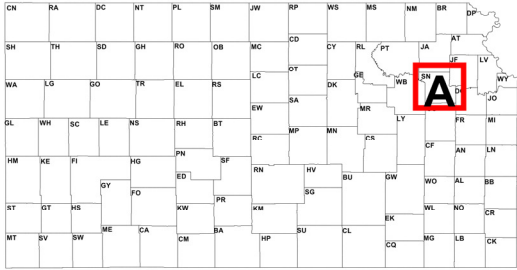 CN RA DC NT PL SM JW RP WS MS NM BR DP
CD AT
SH TH SD GH RO OB MC CY RL PT JA
JF LV
OT GE WB SN WY
LC
WA LG GO TR EL RS DK A JO
SA MR
EW
GL WH SC LE NS RH BT LY FR MI
RC MP MN CS
CF AN LN
PN
HM KE FI HG SF RN HV
GY ED BU GW WO AL BB
FO SG
PR
ST GT HS KW KM WL NO
EK CR
MT SV SW ME CA CM BA HP SU CL CQ MG LB CK